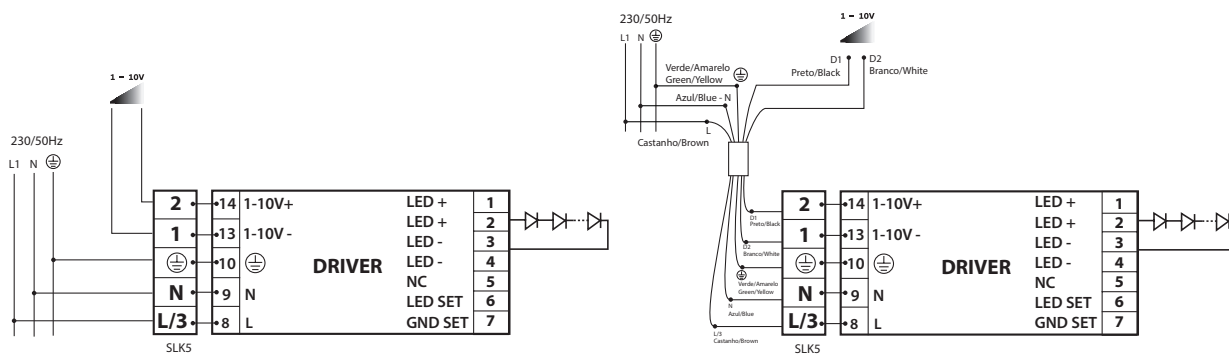 1 - 10V
230/50Hz
L1 N
2 14 1-10V+ LED + 1
1 13 1-10V - LED + 2
LED - 3
10 DRIVER LED - 4
NC 5
N 9 N LED SET 6
L/3 8 L GND SET 7
SLK5
230/50Hz
L1 N
1 - 10V
D1
Preto/Black
D2
Branco/White
Verde/Amarelo
Green/Yellow
Azul/Blue - N
L
Castanho/Brown
D1
Preto/Black
D2
Branco/White
Verde/Amarelo
Green/Yellow
N
Azul/Blue
L/3
Castanho/Brown
2 14 1-10V+ LED + 1
1 13 1-10V - LED + 2
LED - 3
10 DRIVER LED - 4
NC 5
N 9 N LED SET 6
L/3 8 L GND SET 7
SLK5